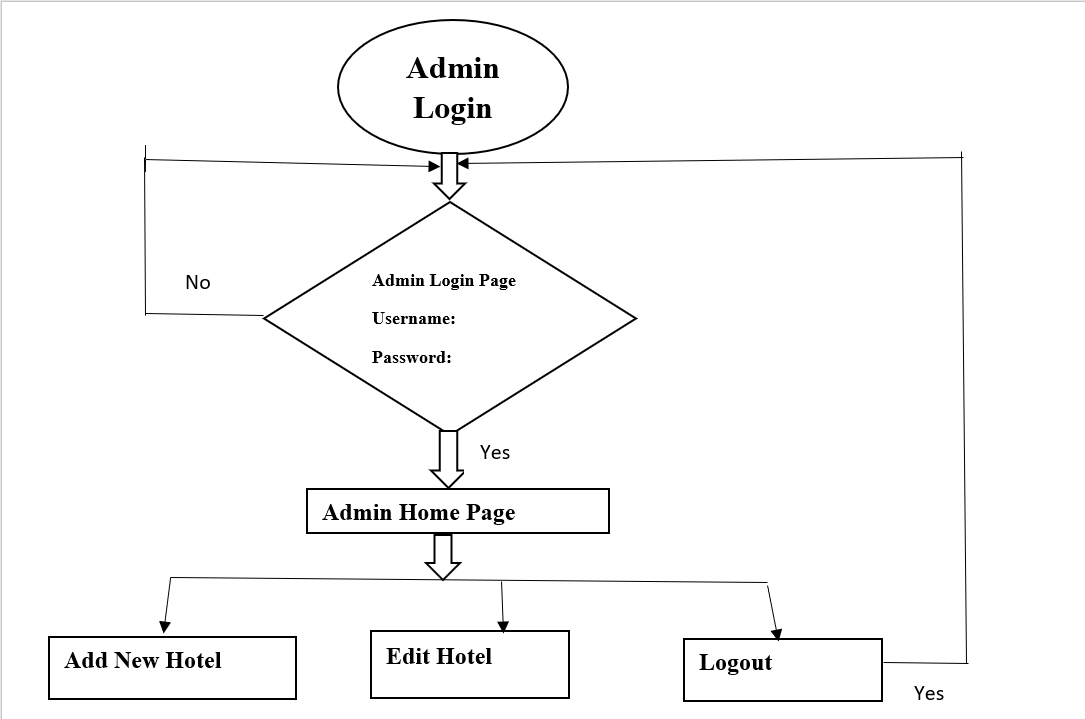 Admin
Login
No
Admin Login Page
Username:
Password:
Yes
Admin Home Page
Add New Hotel
Edit Hotel
Logout
Yes